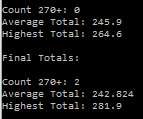 Count 270+: 0
Average Total: 245.9
Highest Total: 264.6
Final Totals:
Count 270+: 2
Average Total: 242.824
Highest Total: 281.9